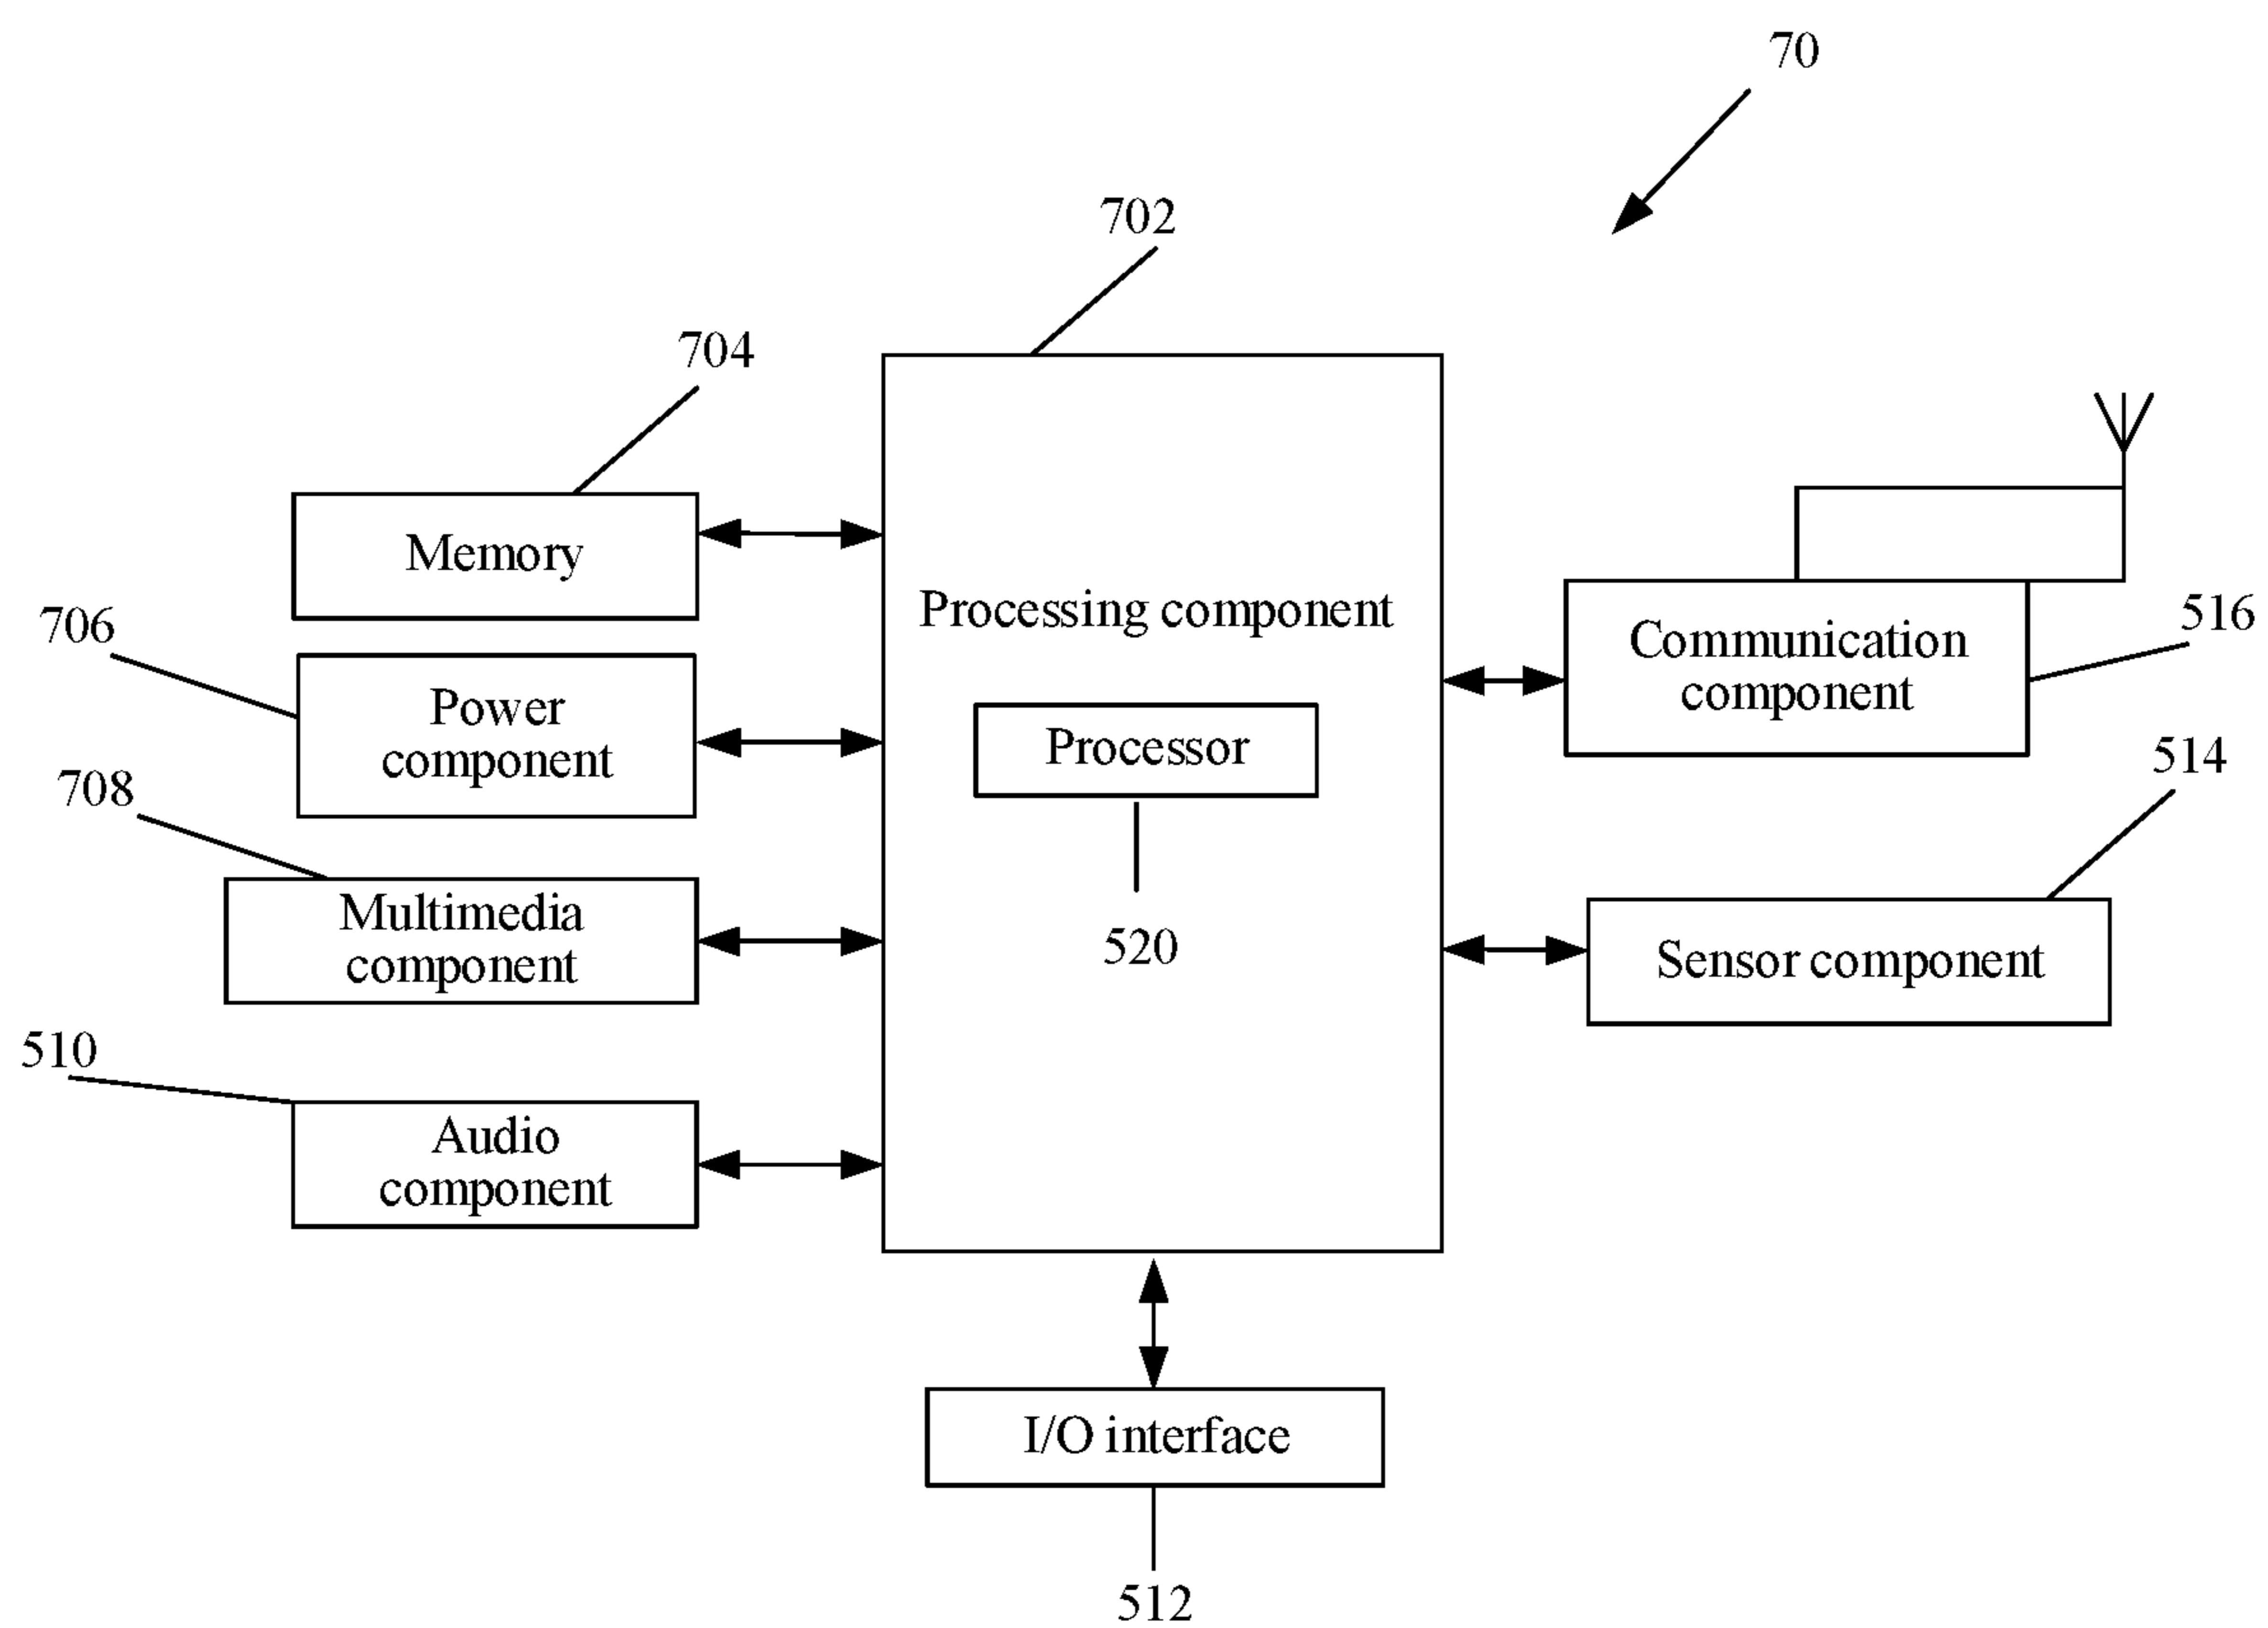 70
702
704
Memory
706
Power
component
708
Multimedia
component
510
Audio
component
Processing component
Processor
520
Communication
component
516
514
Sensor component
I/O interface
512